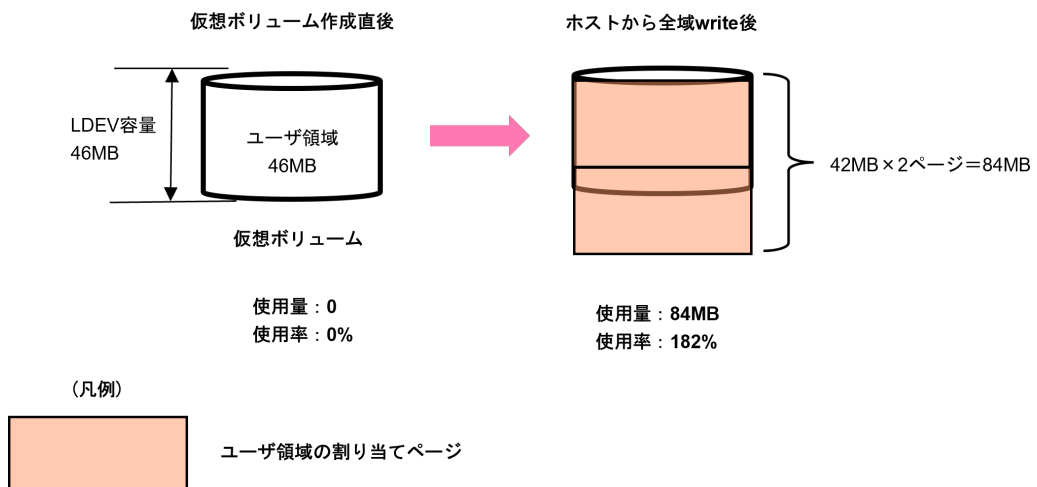 仮想ボリューム作成直後
ホストから全域write後
LDEV容量
46MB
ユーザ領域
46MB
42MB×2ページ＝84MB
仮想ボリューム
使用量：0
使用率：0%
使用量：84MB
使用率：182%
（凡例）
ユーザ領域の割り当てページ